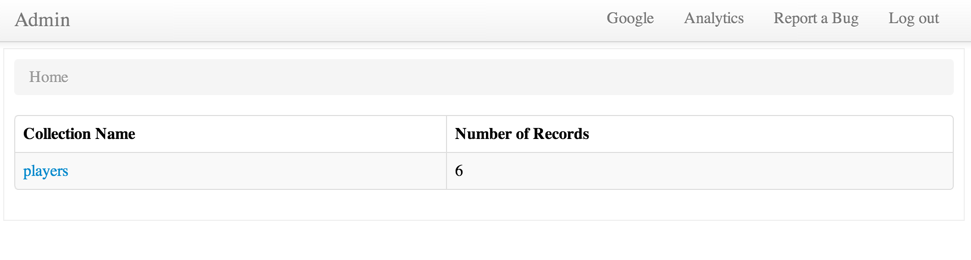 Admin Google Analytics Report a Bug Log out
Home
Collection Name Number of Records
players 6